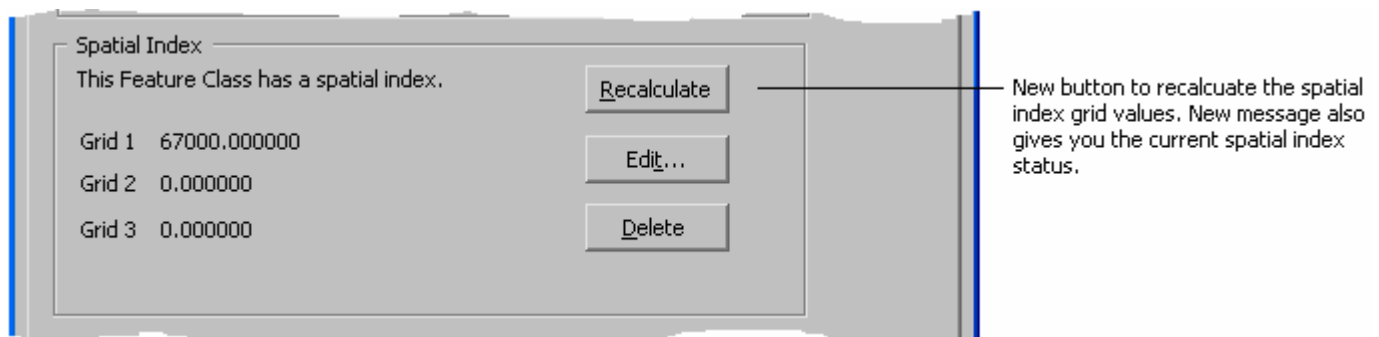 Spatial Index
This Feature Class has a spatial index.
Recalculate
Grid 1 67000.000000
Edit...
Grid 2 0.000000
Grid 3 0.000000
Delete
New button to recalcuate the spatial
index grid values. New message also
gives you the current spatial index
status.